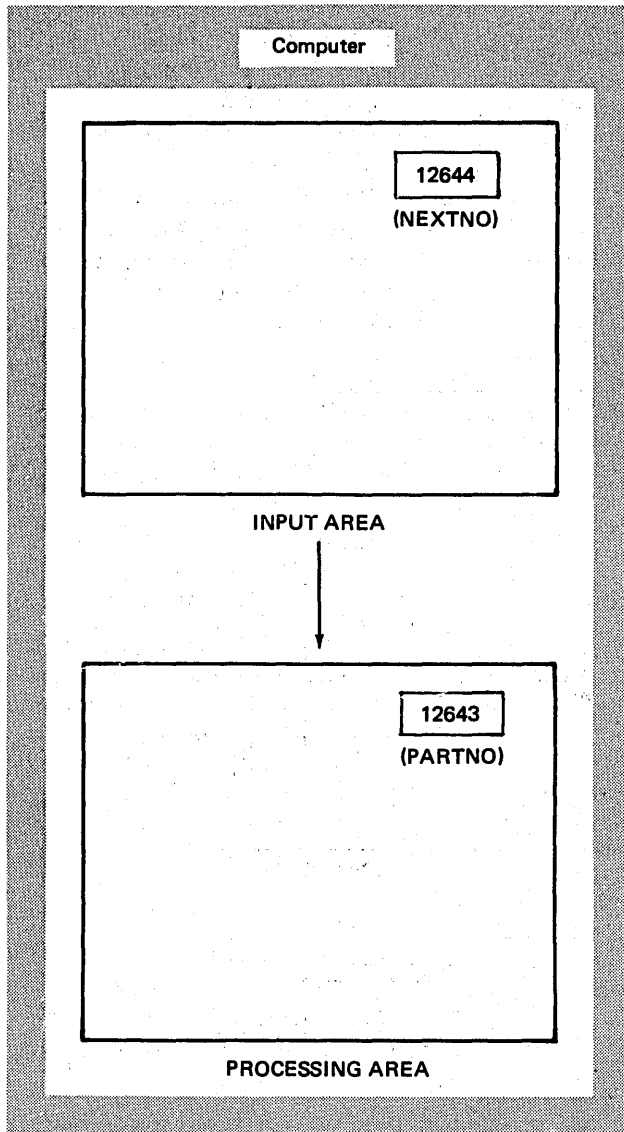 Computer
12644
(NEXTNO)
INPUT AREA
12643
(PARTNO)
PROCESSING AREA